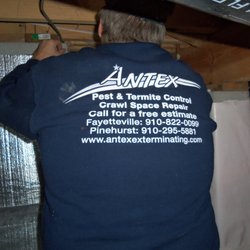 ANTEX
Pest & Termite Control
Crawl Space Repair
Call for a free estimate
Fayetteville: 910-822-0099
Pinehurst: 910-295-5881
www.antexexterminating.com